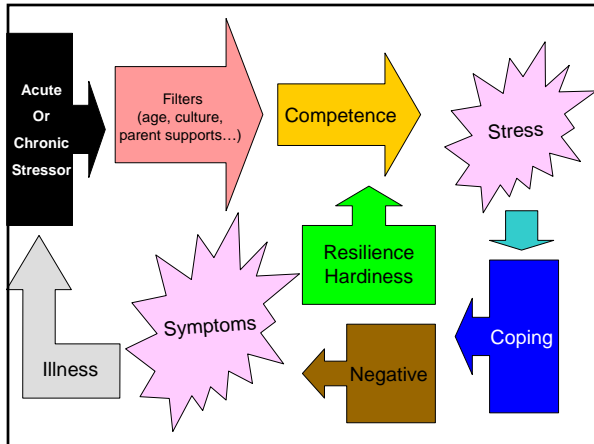 Acute
Or
Chronic
Stressor
Filters
(age, culture,
parent supports…)
Competence
Stress
Resilience
Hardiness
Coping
Negative
Symptoms
Illness